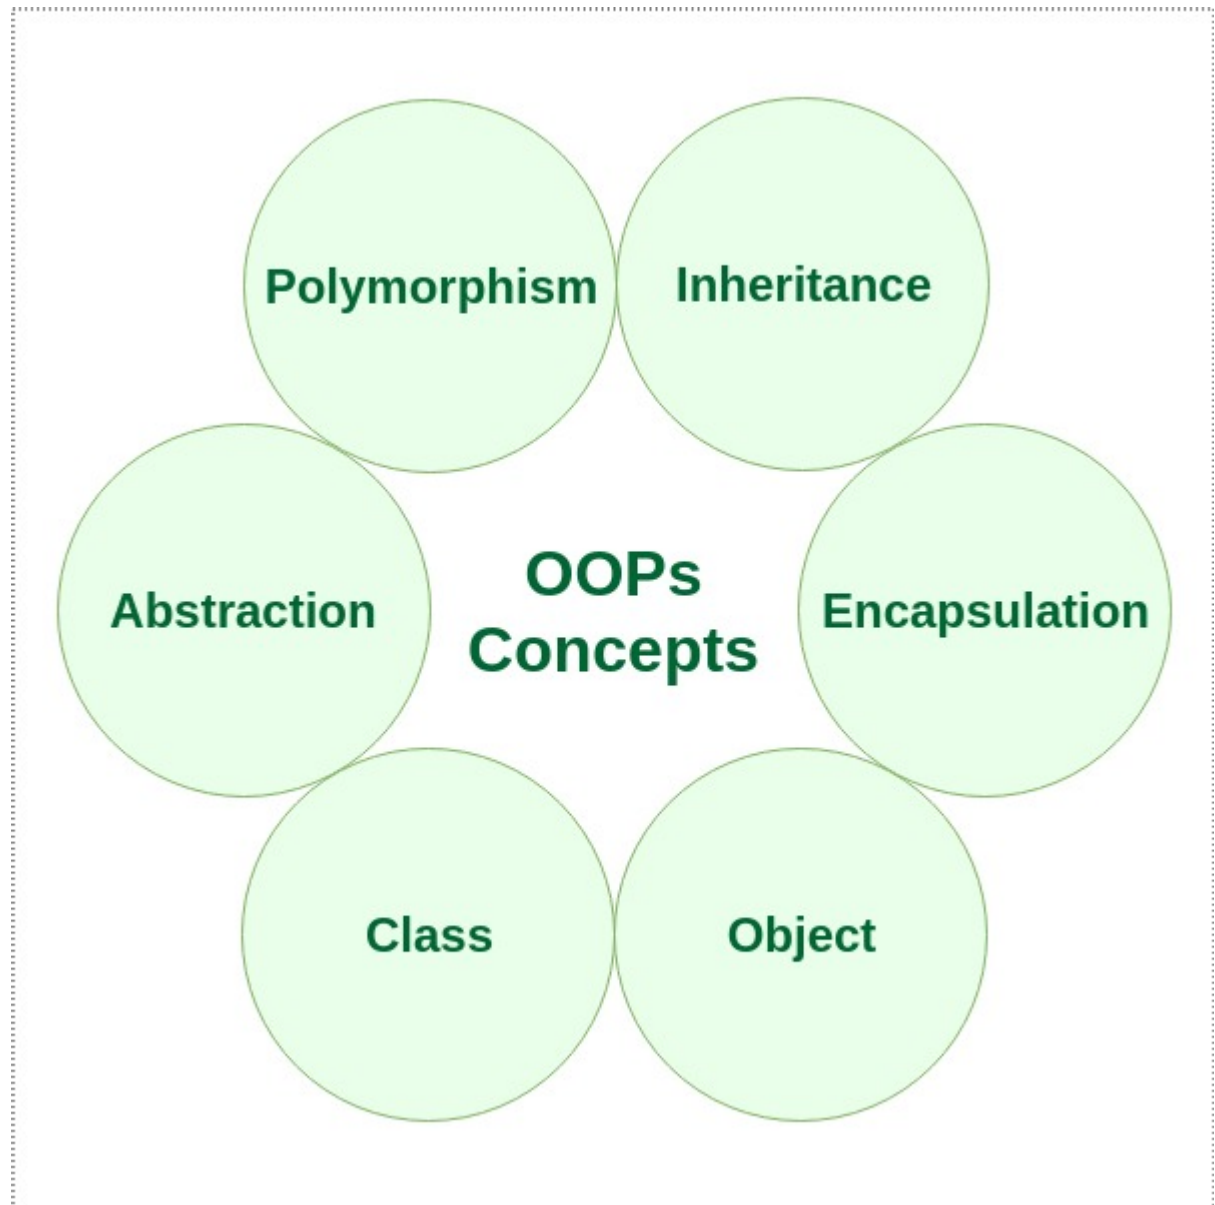 Polymorphism
Inheritance
Abstraction
OOPs
Concepts
Encapsulation
Class
Object